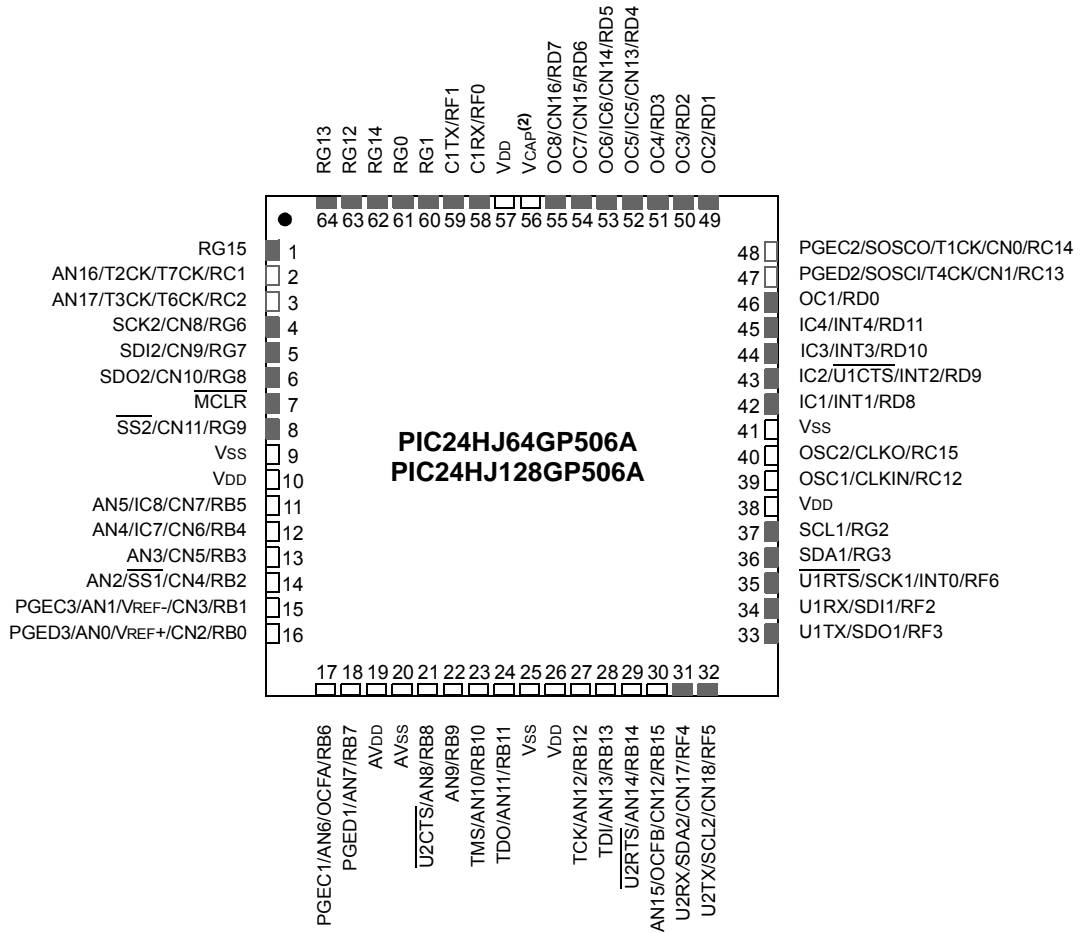 RG13
RG12
RG14
RG0
RG1
C1TX/RF1
C1RX/RF0
VDD
VCAP(2)
OC8/CN16/RD7
OC7/CN15/RD6
OC6/IC6/CN14/RD5
OC5/IC5/CN13/RD4
OC4/RD3
OC3/RD2
OC2/RD1
64 63 62 61 60 59 58 57 56 55 54 53 52 51 50 49
RG15 1
AN16/T2CK/T7CK/RC1 2
AN17/T3CK/T6CK/RC2 3
SCK2/CN8/RG6 4
SDI2/CN9/RG7 5
SDO2/CN10/RG8 6
MCLR 7
SS2/CN11/RG9 8
VSS 9
VDD 10
AN5/IC8/CN7/RB5 11
AN4/IC7/CN6/RB4 12
AN3/CN5/RB3 13
AN2/SS1/CN4/RB2 14
PGEC3/AN1/VREF-/CN3/RB1 15
PGED3/AN0/VREF+/CN2/RB0 16
PIC24HJ64GP506A
PIC24HJ128GP506A
48 PGEC2/SOSCO/T1CK/CN0/RC14
47 PGED2/SOSCI/T4CK/CN1/RC13
46 OC1/RD0
45 IC4/INT4/RD11
44 IC3/INT3/RD10
43 IC2/U1CTS/INT2/RD9
42 IC1/INT1/RD8
41 VSS
40 OSC2/CLKO/RC15
39 OSC1/CLKIN/RC12
38 VDD
37 SCL1/RG2
36 SDA1/RG3
35 U1RTS/SCK1/INT0/RF6
34 U1RX/SDI1/RF2
33 U1TX/SDO1/RF3
17 18 19 20 21 22 23 24 25 26 27 28 29 30 31 32
PGEC1/AN6/OCFA/RB6
PGED1/AN7/RB7
AVDD
AVSS
U2CTS/AN8/RB8
AN9/RB9
TMS/AN10/RB10
TDO/AN11/RB11
VSS
VDD
TCK/AN12/RB12
TDI/AN13/RB13
U2RTS/AN14/RB14
AN15/OCFB/CN12/RB15
U2RX/SDA2/CN17/RF4
U2TX/SCL2/CN18/RF5